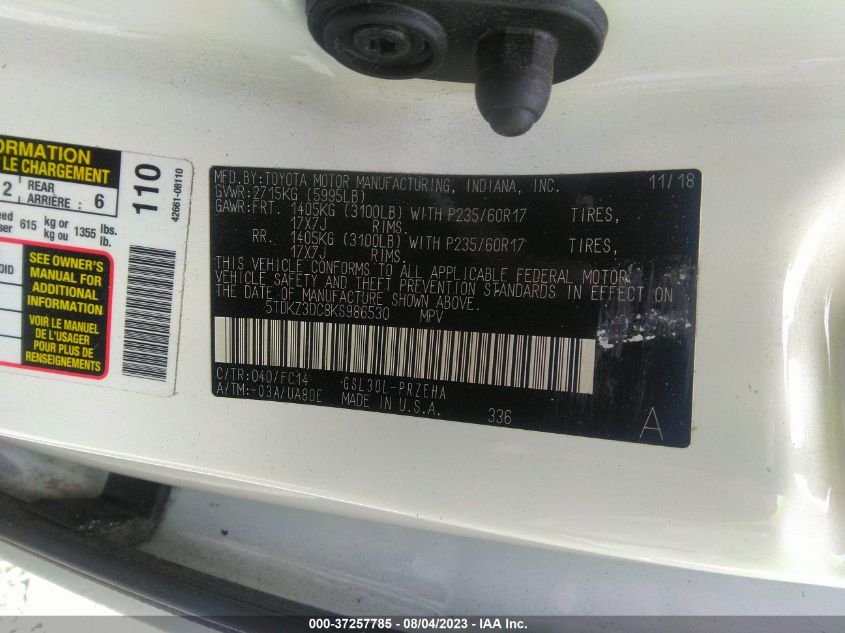 ORMATION
LE CHARGEMENT
2 REAR ARRIÈRE : 6
615 kg or kg ou 1355 lbs. lb.
OID
SEE OWNER'S
MANUAL FOR
ADDITIONAL
INFORMATION
VOIR LE MANUEL
DE L'USAGER
POUR PLUS DE
RENSEIGNEMENTS
110
42661-08110
MFD.BY:TOYOTA MOTOR MANUFACTURING, INDIANA, INC. 11/18
GVWR:2715KG (5995LB)
GAWR:FRT. 1405KG (3100LB) WITH P235/60R17 TIRES,
17X7J RIMS.
RR. 1405KG (3100LB) WITH P235/60R17 TIRES,
17X7J RIMS.
THIS VEHICLE CONFORMS TO ALL APPLICABLE FEDERAL MOTOR
VEHICLE SAFETY AND THEFT PREVENTION STANDARDS IN EFFECT ON
THE DATE OF MANUFACTURE SHOWN ABOVE.
5TDKZ3DC8KS986530 MPV
C/TR:040/FC14 GSL30L-PRZEHA
A/TM:-03A/UA80E MADE IN U.S.A. 336
A
000-37257785 - 08/04/2023 - IAA Inc.